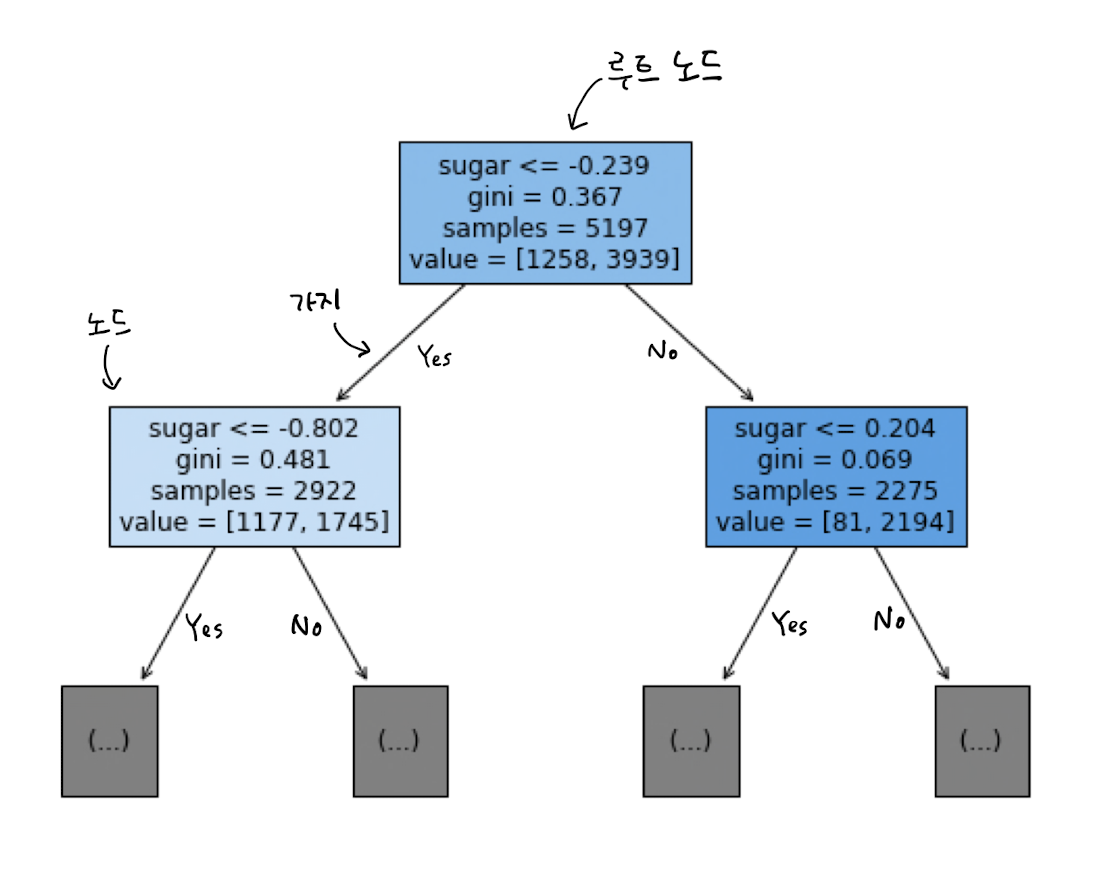 루트 노드
sugar <= -0.239
gini = 0.367
samples = 5197
value = [1258, 3939]
가지
노드
Yes
No
sugar <= -0.802
gini = 0.481
samples = 2922
value = [1177, 1745]
sugar <= 0.204
gini = 0.069
samples = 2275
value = [81, 2194]
Yes
No
Yes
No
(...)
(...)
(...)
(...)